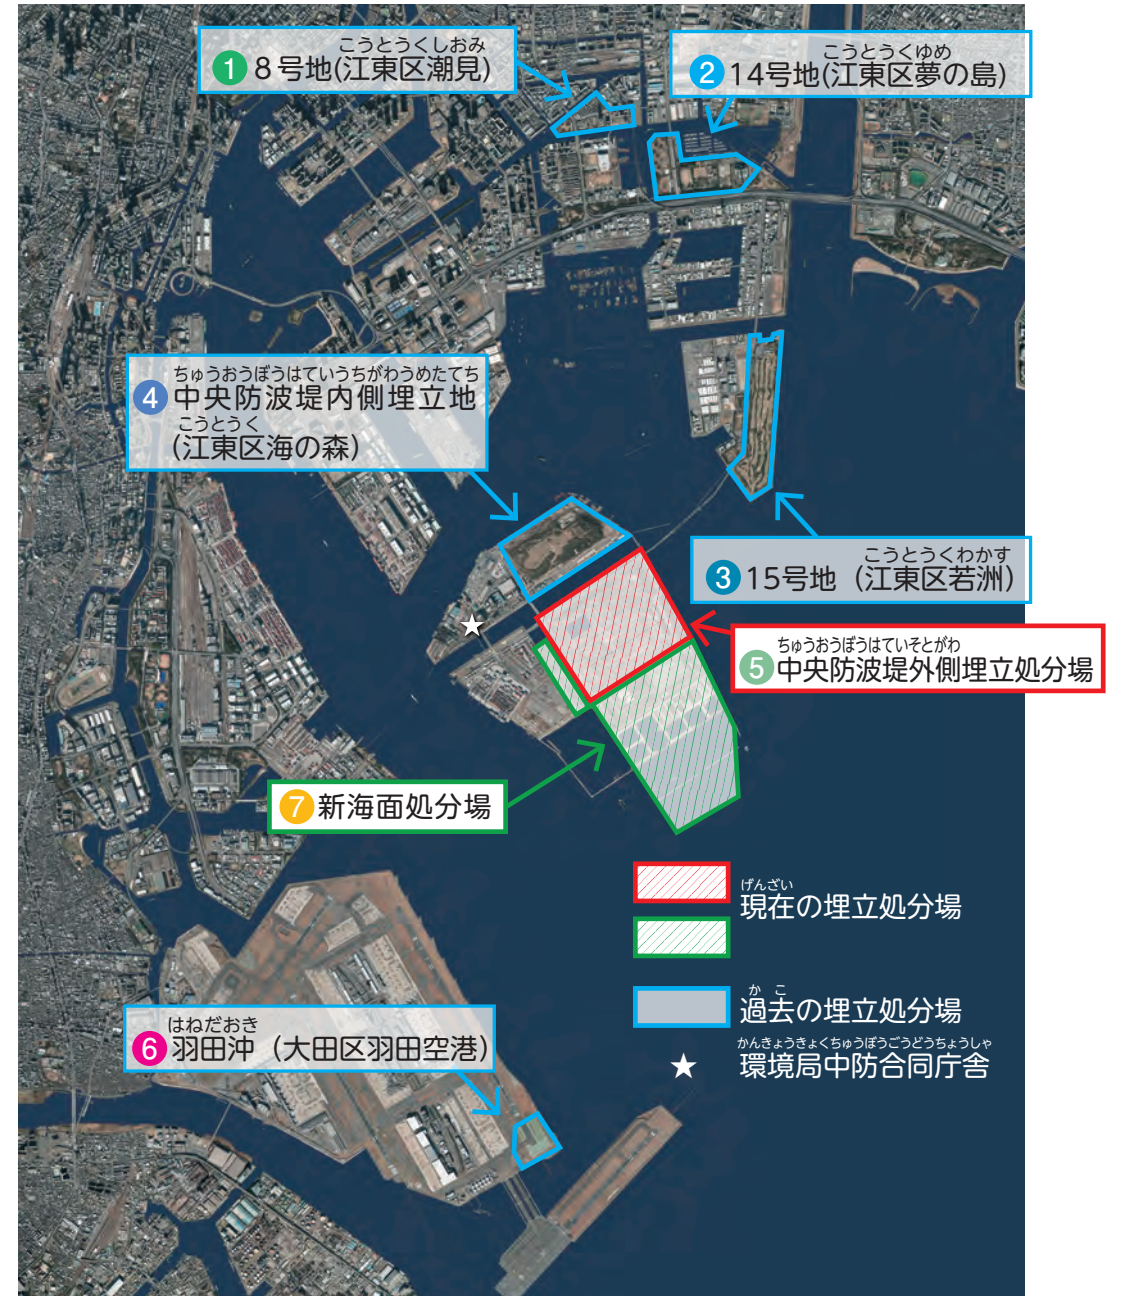 こうとうくしおみ
1 8号地(江東区潮見)
こうとうくゆめ
2 14号地(江東区夢の島)
ちゅうおうぼうはていうちがわうめたてち
4 中央防波堤内側埋立地
こうとうく
(江東区海の森)
こうとうくわかす
3 15号地（江東区若洲）
ちゅうおうぼうはていそとがわ
5 中央防波堤外側埋立処分場
7 新海面処分場
げんざい
現在の埋立処分場
かこ
過去の埋立処分場
かんきょうきょくちゅうぼうごうどうちょうしゃ
★ 環境局中防合同庁舎
はねだおき
6 羽田沖（大田区羽田空港）